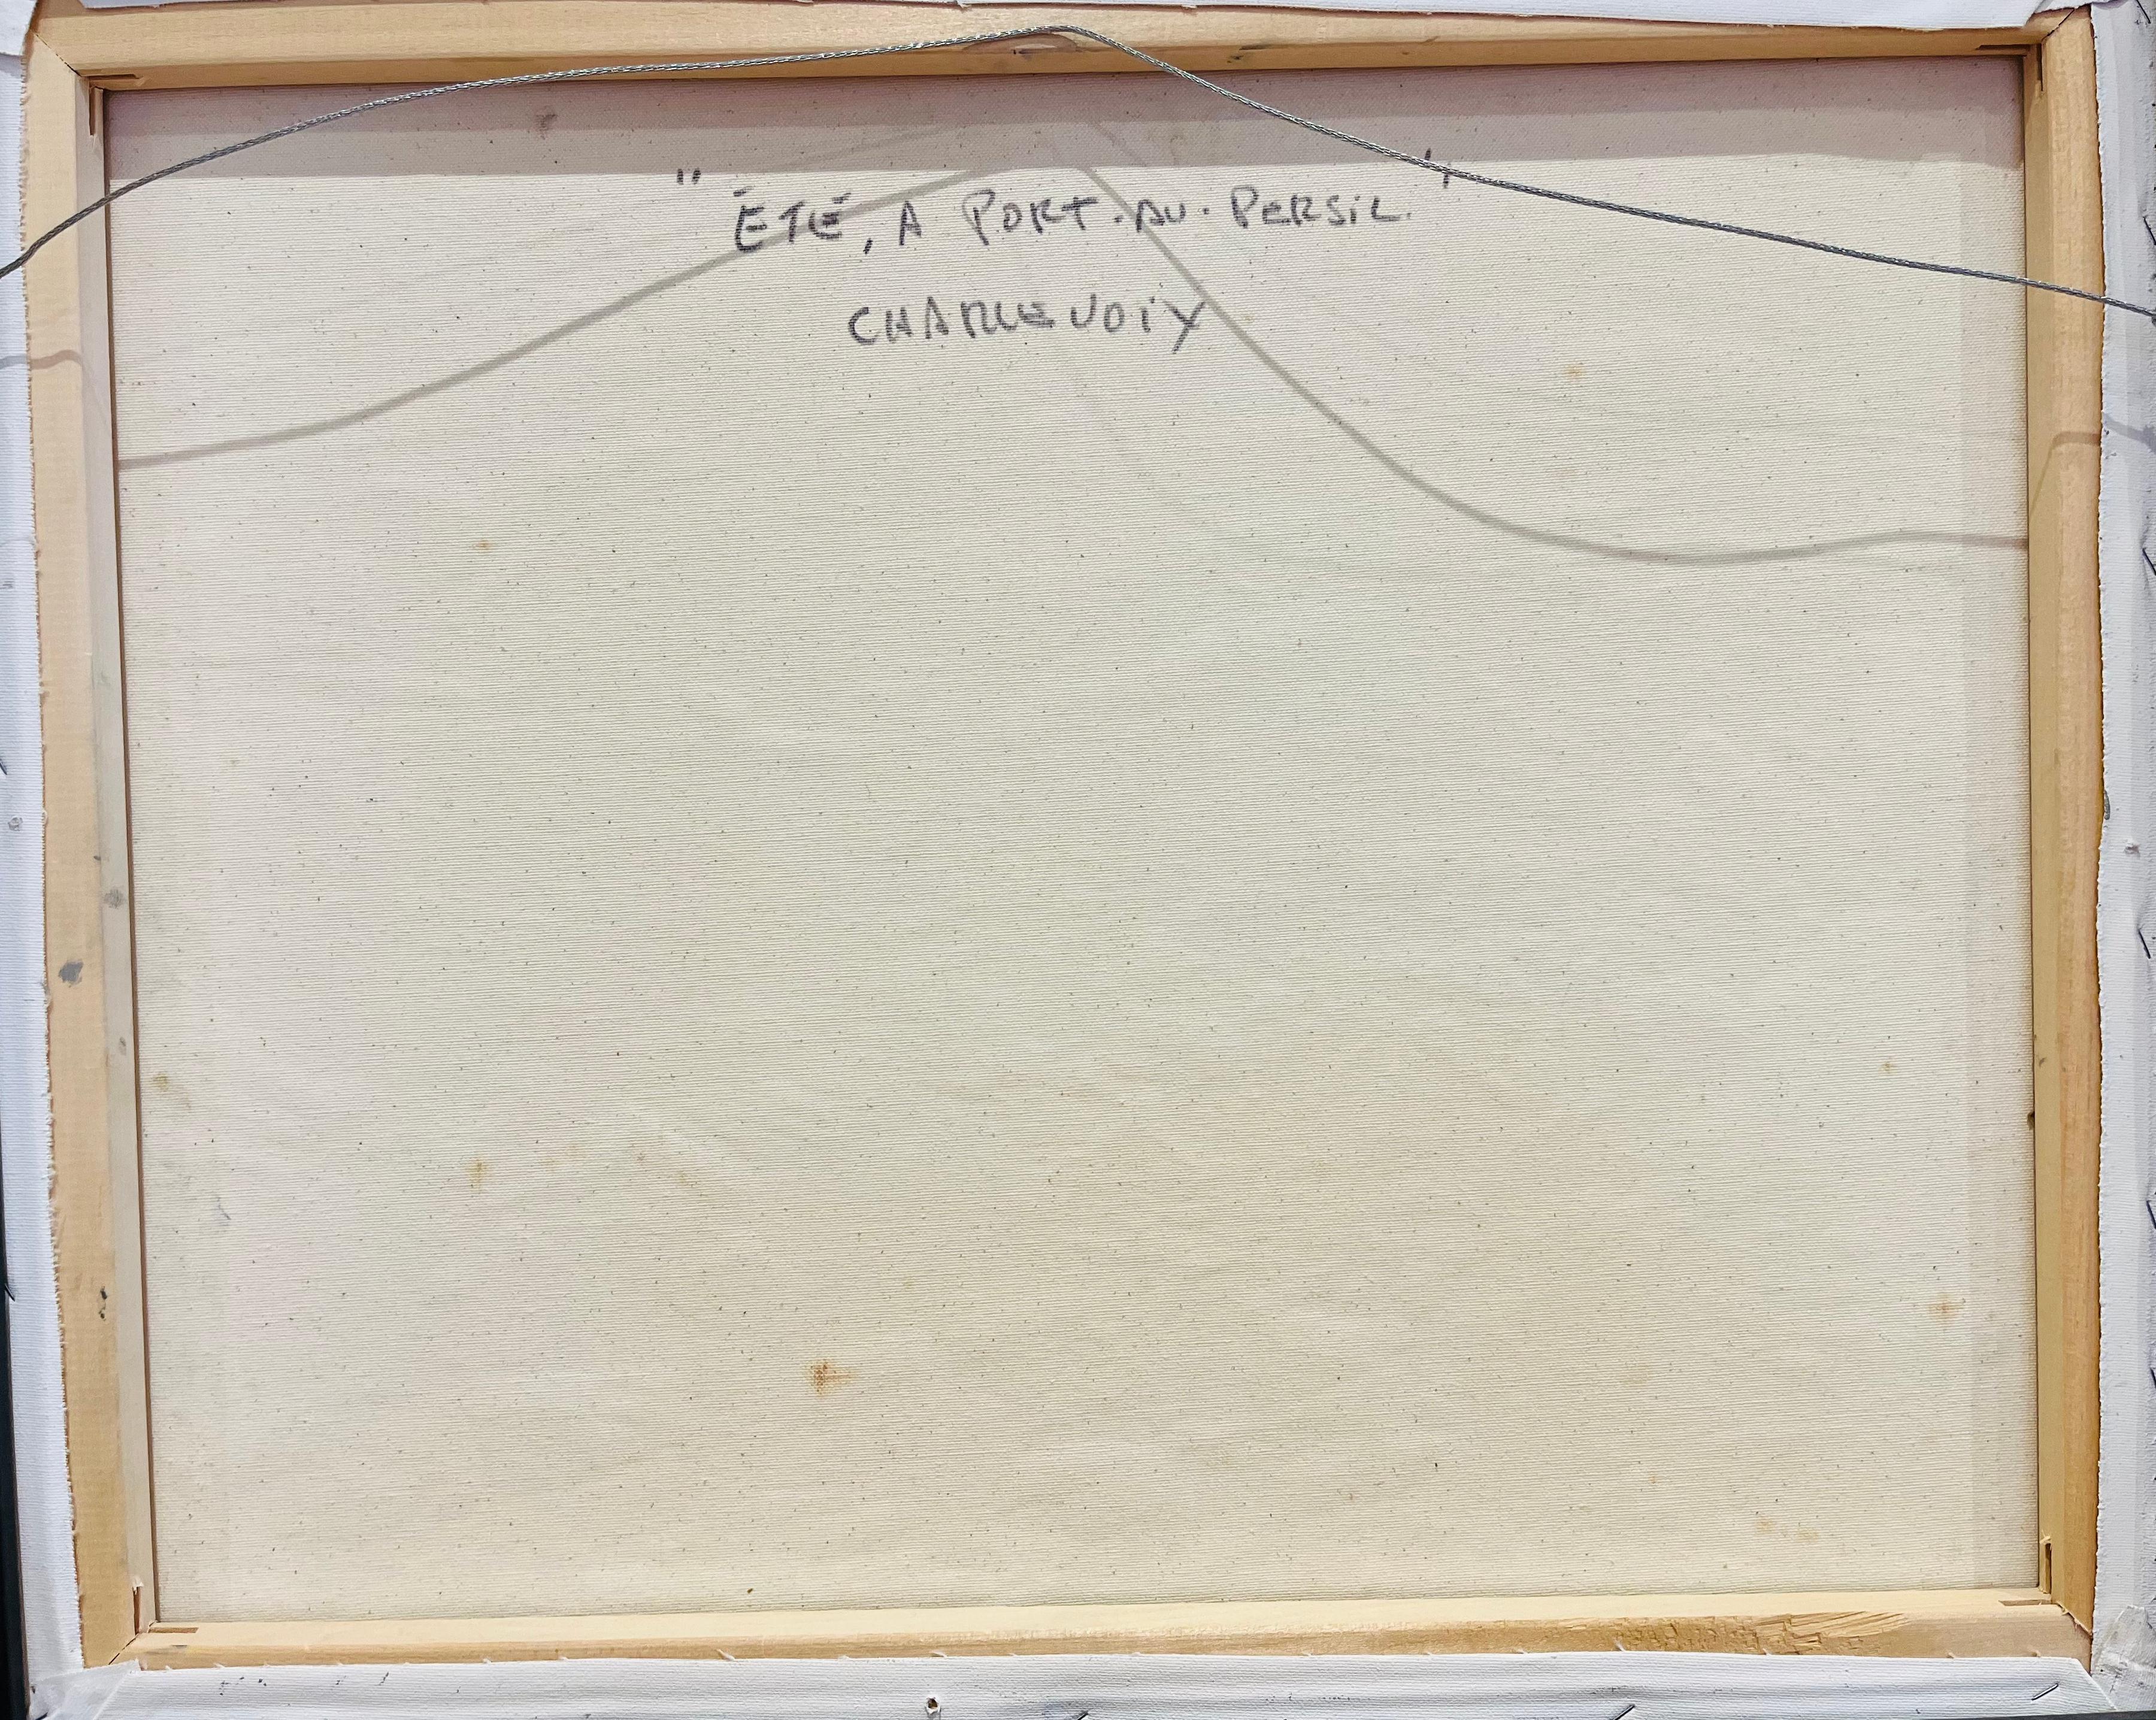 " ÉTÉ, A PORT-AU-PERSIL. "
CHARLEVOIX